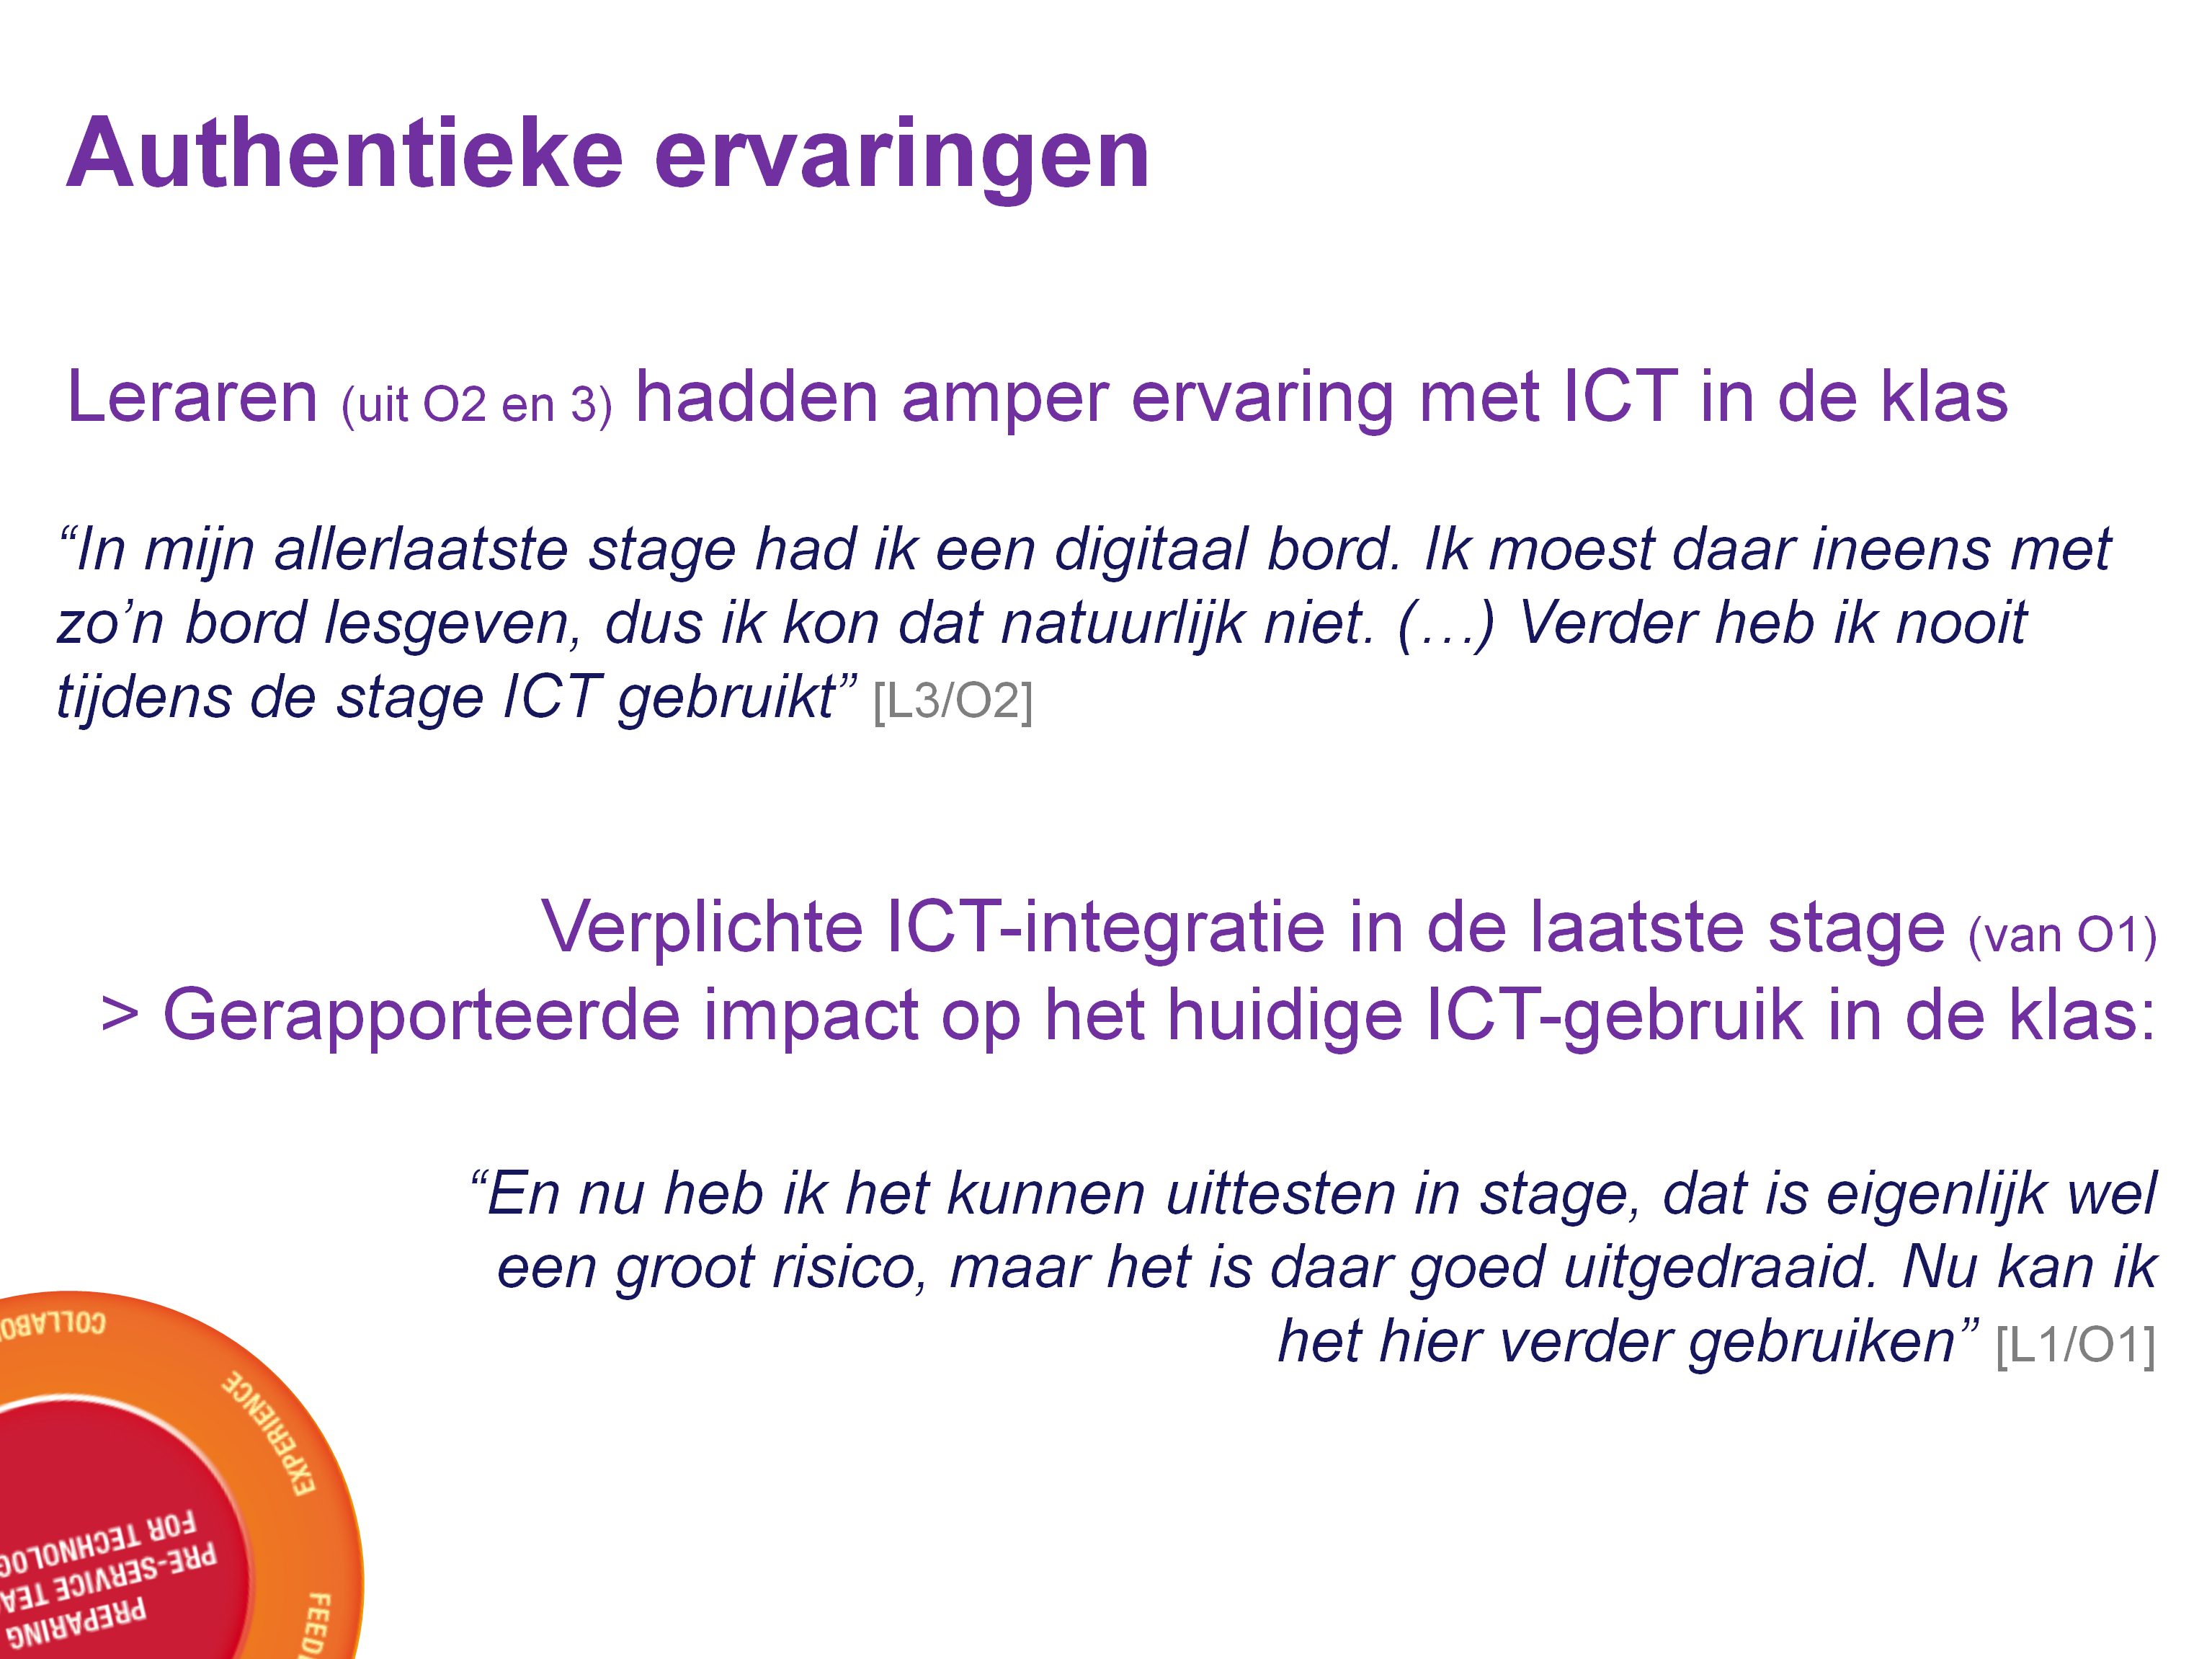 Authentieke ervaringen
Leraren (uit O2 en 3) hadden amper ervaring met ICT in de klas
“In mijn allerlaatste stage had ik een digitaal bord. Ik moest daar ineens met
zo’n bord lesgeven, dus ik kon dat natuurlijk niet. (…) Verder heb ik nooit
tijdens de stage ICT gebruikt” [L3/O2]
Verplichte ICT-integratie in de laatste stage (van O1)
> Gerapporteerde impact op het huidige ICT-gebruik in de klas:
“En nu heb ik het kunnen uittesten in stage, dat is eigenlijk wel
een groot risico, maar het is daar goed uitgedraaid. Nu kan ik
het hier verder gebruiken” [L1/O1]
EXPERIENCE
PREPARING
PRE-SERVICE
FOR